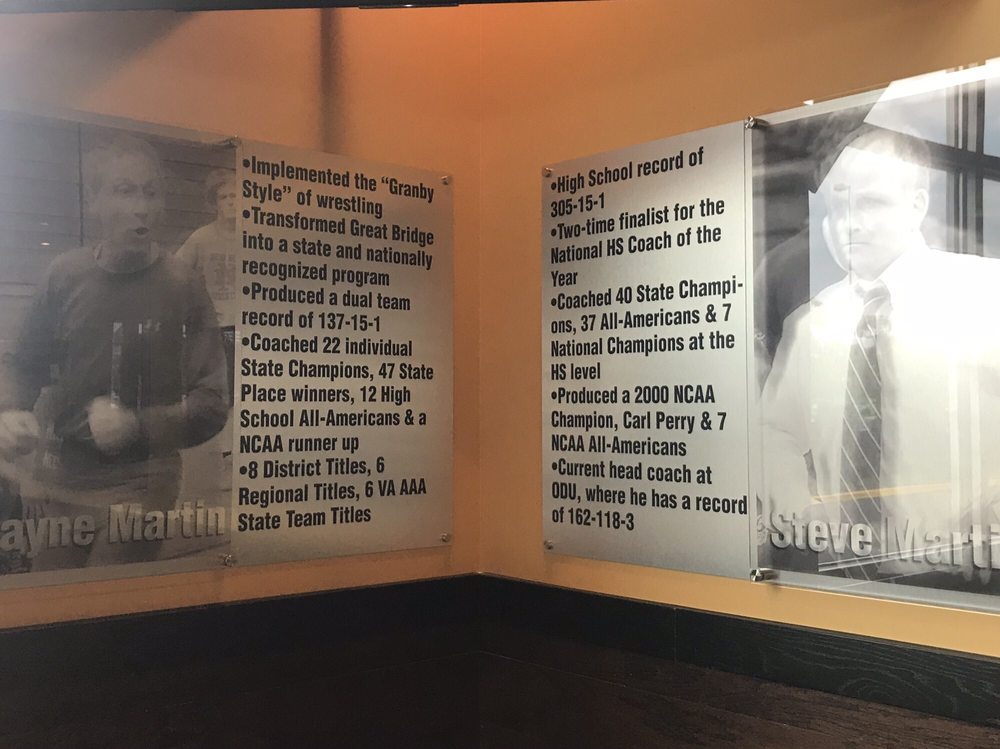 •Implemented the “Granby
Style” of wrestling
•Transformed Great Bridge
into a state and nationally
recognized program
•Produced a dual team
record of 137-15-1
•Coached 22 individual
State Champions, 47 State
Place winners, 12 High
School All-Americans & a
NCAA runner up
•8 District Titles, 6
Regional Titles, 6 VA AAA
State Team Titles
ayne Martin
•High School record of
305-15-1
•Two-time finalist for the
National HS Coach of the
Year
•Coached 40 State Champi-
ons, 37 All-Americans & 7
National Champions at the
HS level
•Produced a 2000 NCAA
Champion, Carl Perry & 7
NCAA All-Americans
•Current head coach at
ODU, where he has a record
of 162-118-3
Steve Marti